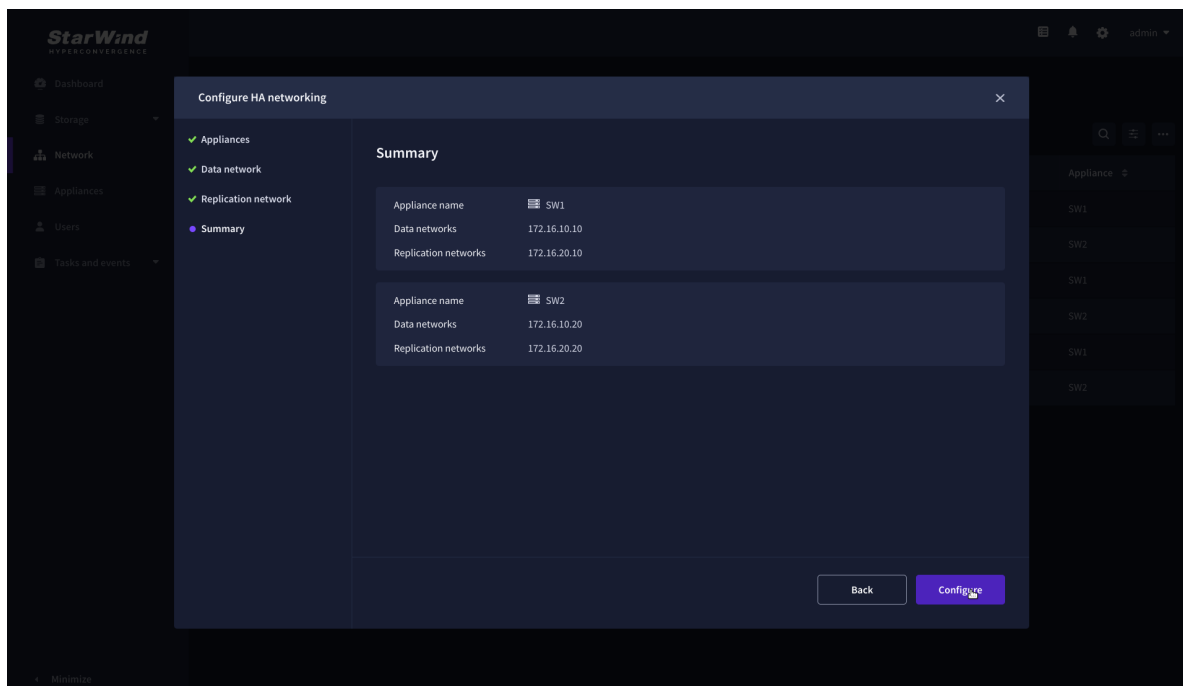 StarWind
HYPERCONVERGENCE
admin
Dashboard
Storage
Network
Appliances
Users
Tasks and events
Minimize
Configure HA networking
Appliances
Data network
Replication network
Summary
Summary
Appliance name SW1
Data networks 172.16.10.10
Replication networks 172.16.20.10
Appliance name SW2
Data networks 172.16.10.20
Replication networks 172.16.20.20
Back Configure
Appliance
SW1
SW2
SW1
SW2
SW1
SW2